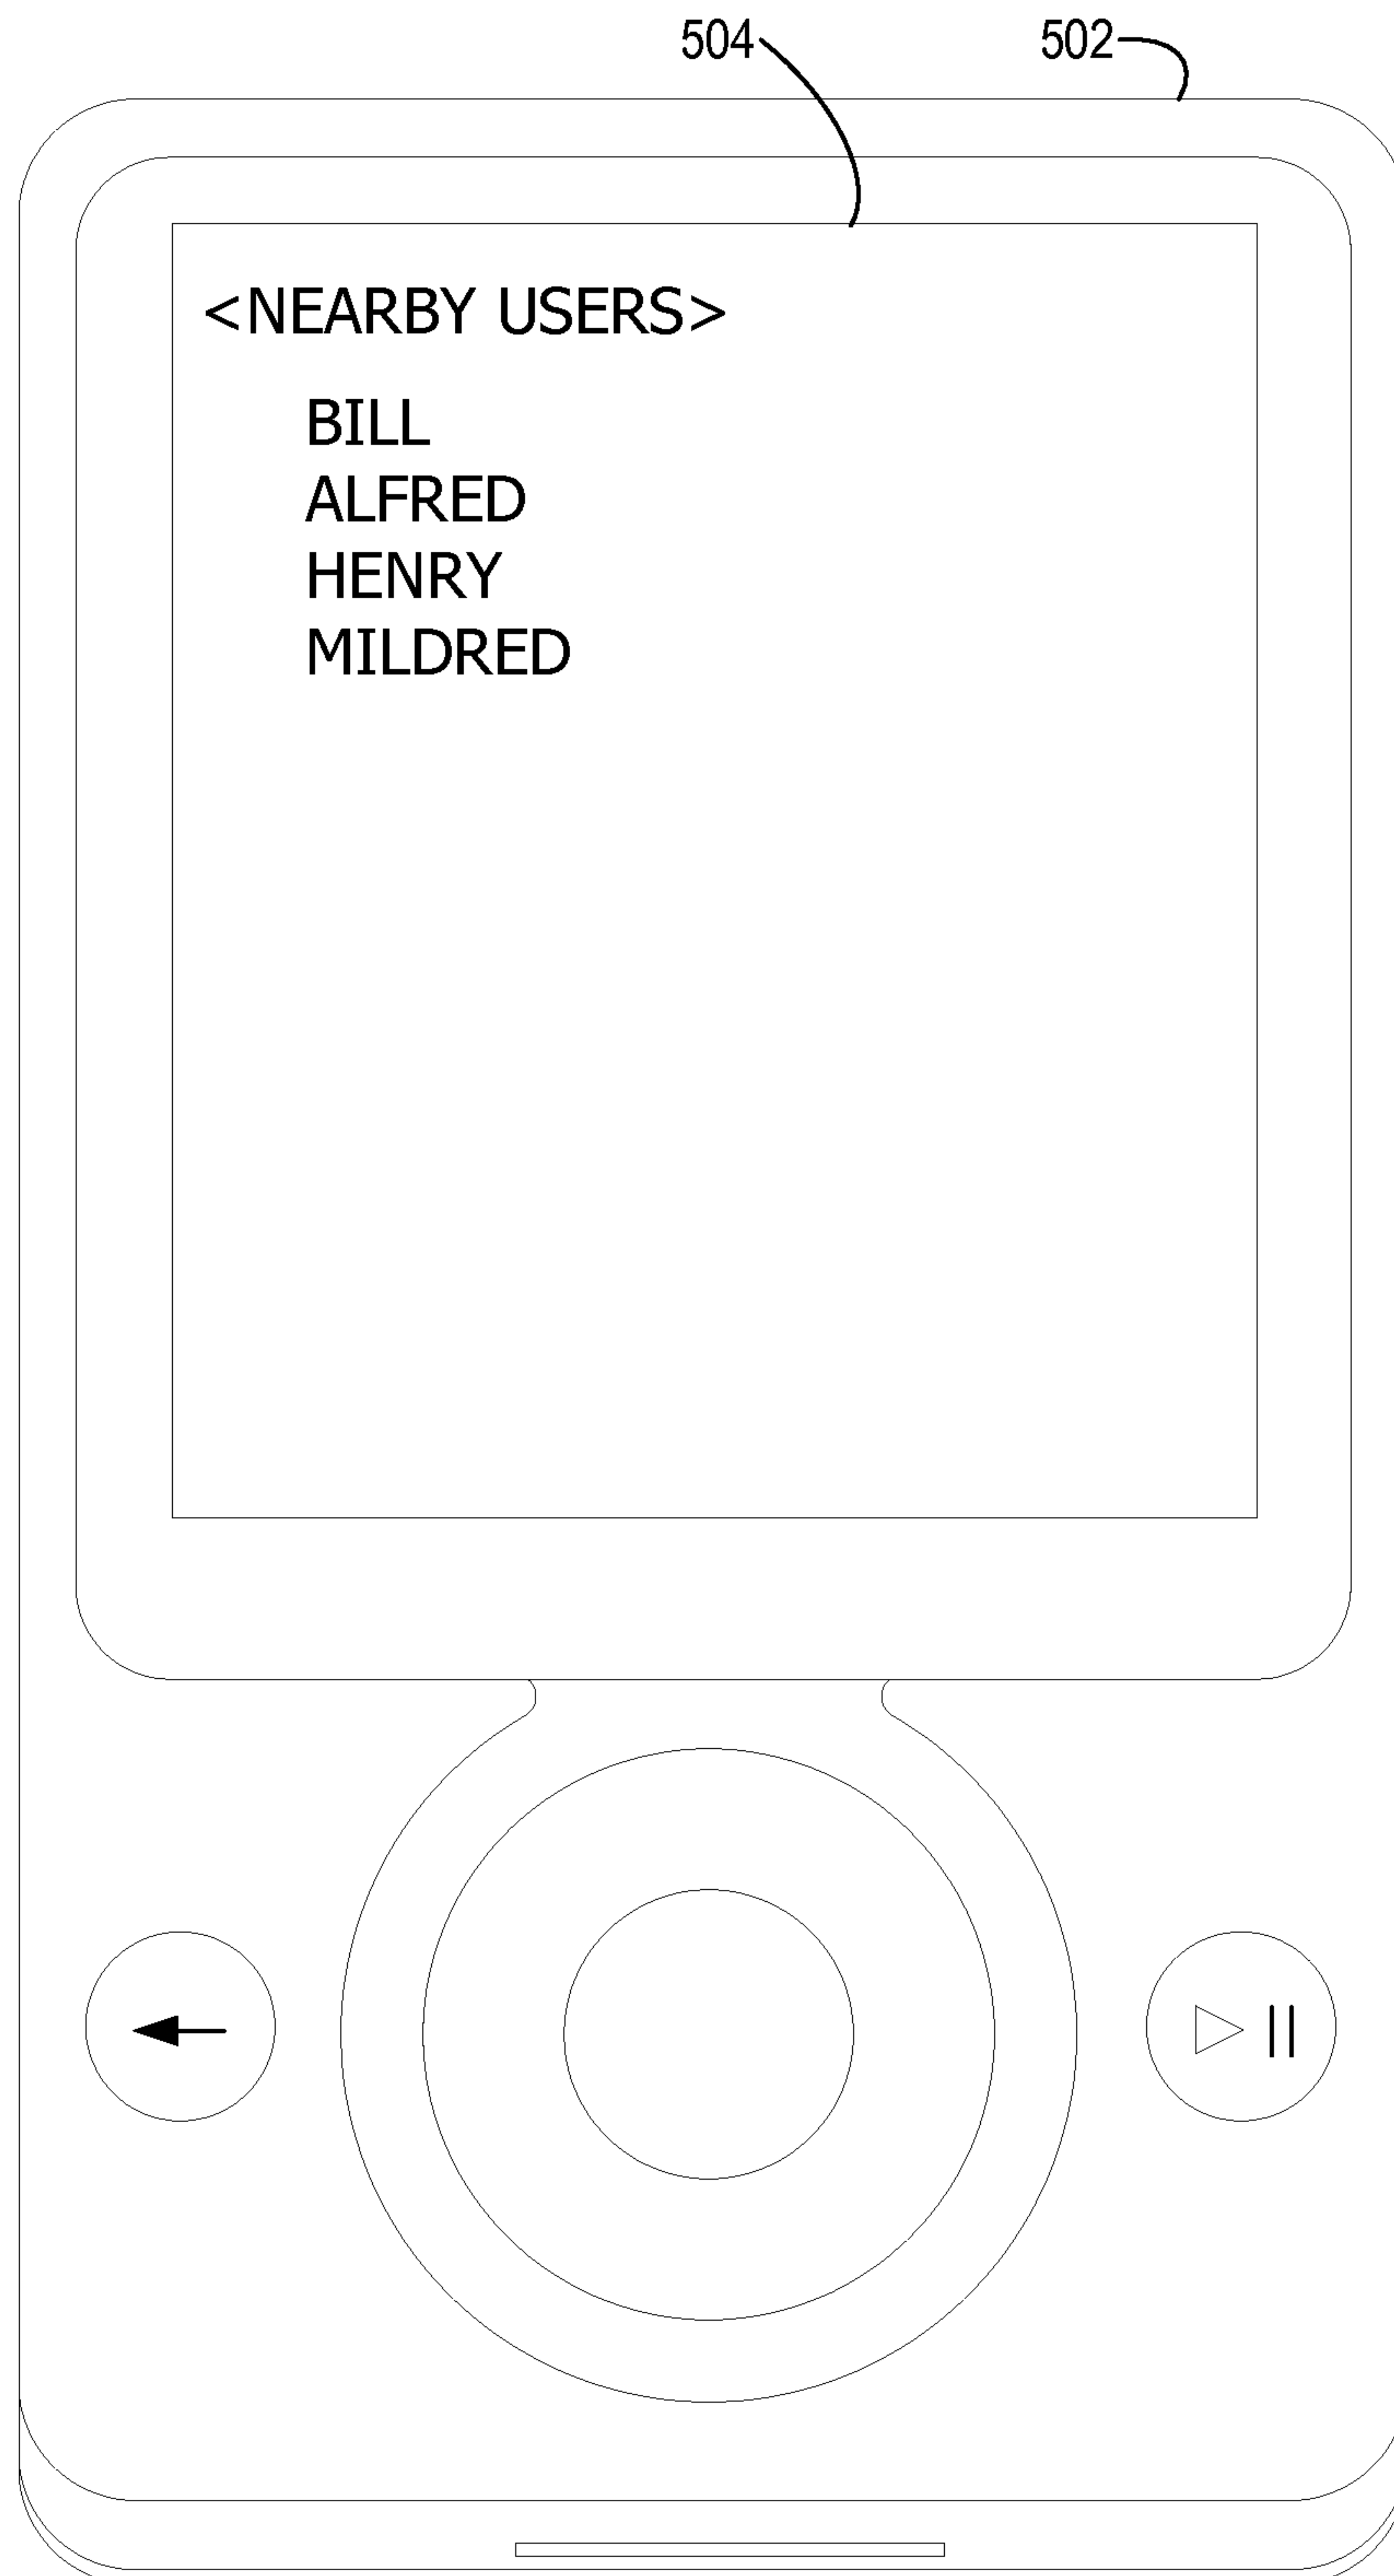 504 502
<NEARBY USERS>
BILL
ALFRED
HENRY
MILDRED